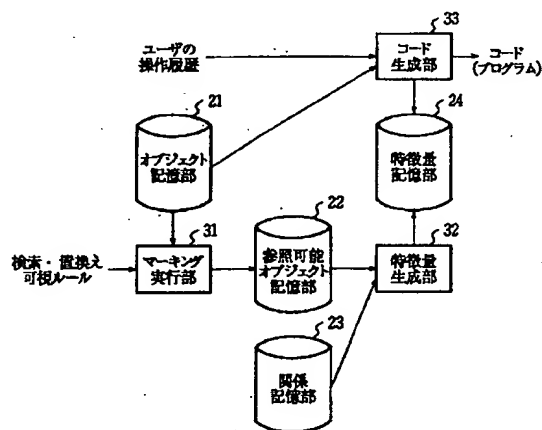 33
ユーザの
操作履歴
コード
生成部
コード
(プログラム)
21
24
オブジェクト
記憶部
特徴量
記憶部
31
22
32
検索・置換え
可視ルール
マーキング
実行部
参照可能
オブジェクト
記憶部
特徴量
生成部
23
関係
記憶部